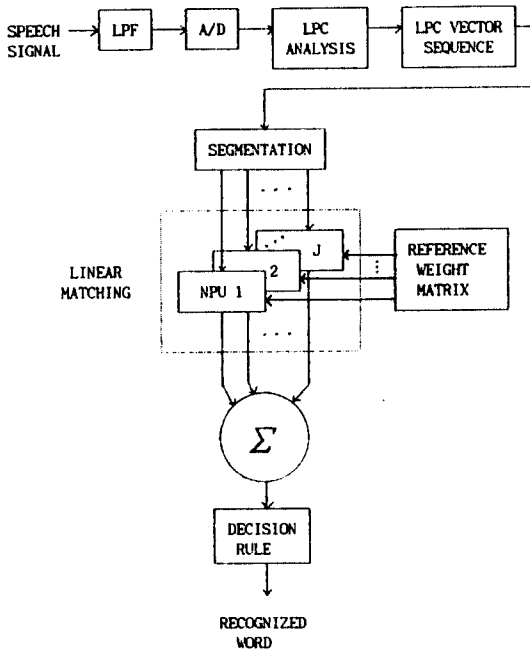 SPEECH
SIGNAL
LPF
A/D
LPC
ANALYSIS
LPC VECTOR
SEQUENCE
SEGMENTATION
. . .
LINEAR
MATCHING
J
2
NPU 1
. . .
REFERENCE
WEIGHT
MATRIX
. . .
Σ
DECISION
RULE
RECOGNIZED
WORD